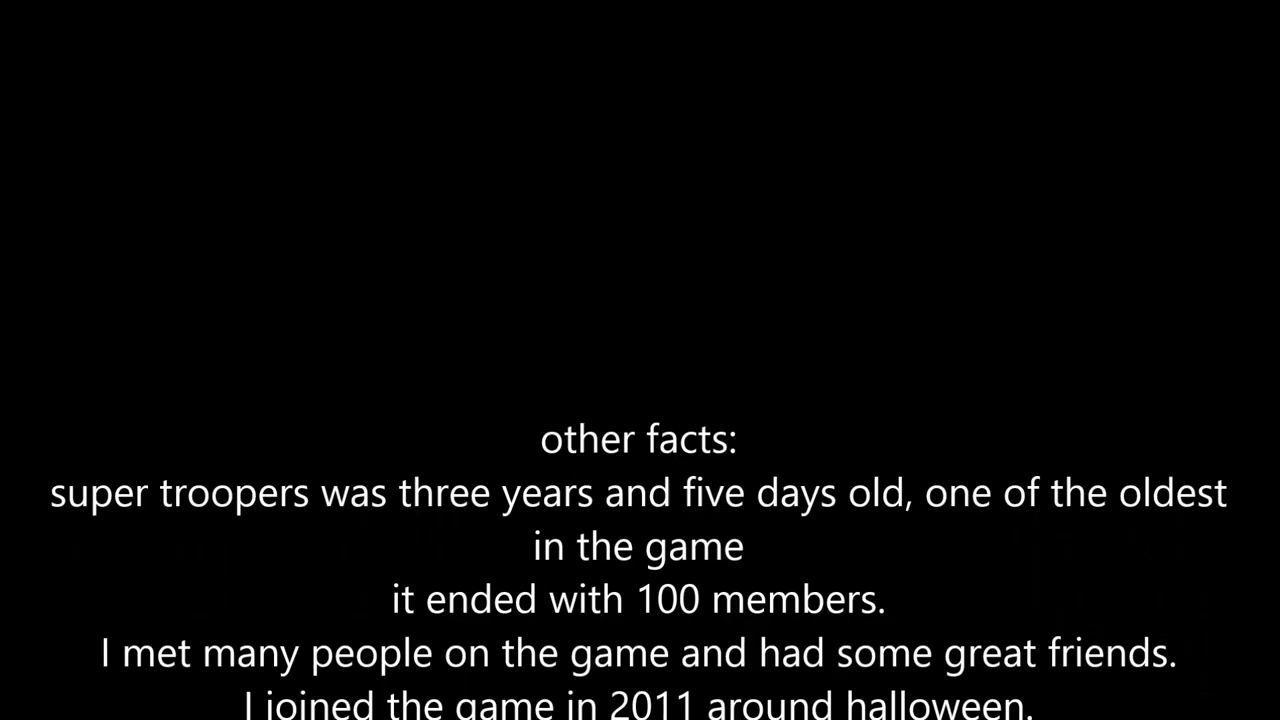 other facts:
super troopers was three years and five days old, one of the oldest
in the game
it ended with 100 members.
I met many people on the game and had some great friends.
I joined the game in 2011 around halloween.